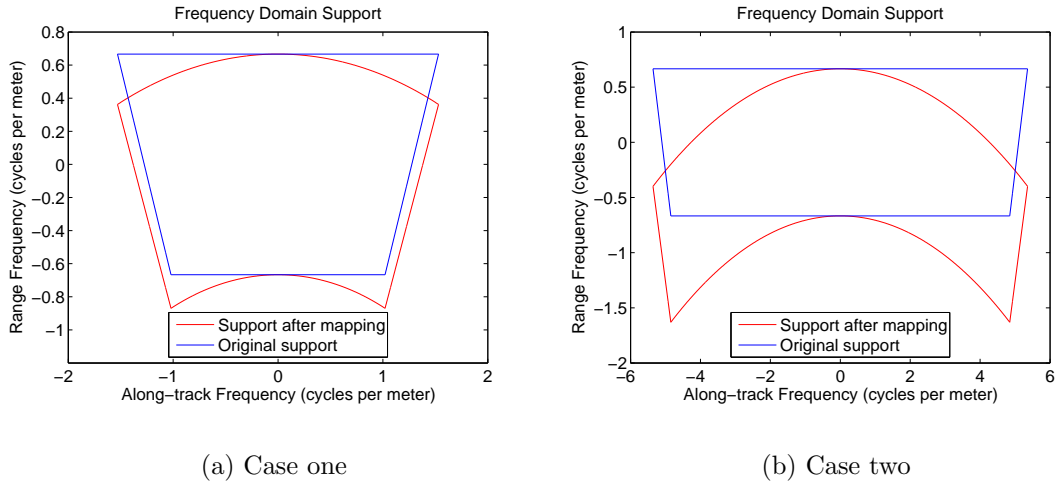 Frequency Domain Support
0.8
0.6
0.4
0.2
0
−0.2
−0.4
−0.6
−0.8
−1
Range Frequency (cycles per meter)
Support after mapping
Original support
−2
−1
0
1
2
Along−track Frequency (cycles per meter)
(a) Case one
Frequency Domain Support
1
0.5
0
−0.5
−1
−1.5
−2
Range Frequency (cycles per meter)
Support after mapping
Original support
−6
−4
−2
0
2
4
6
Along−track Frequency (cycles per meter)
(b) Case two